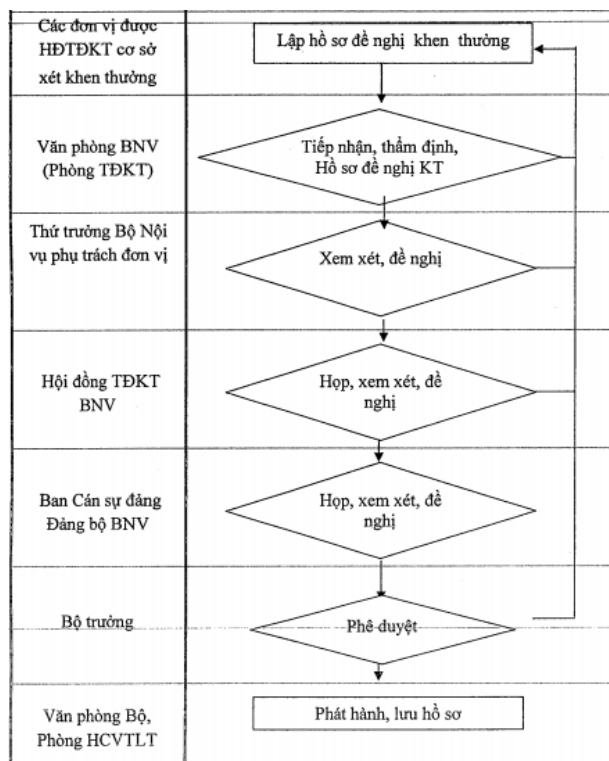 Các đơn vị được
HĐTĐKT cơ sở
xét khen thưởng
Lập hồ sơ đề nghị khen thưởng
Văn phòng BNV
(Phòng TĐKT)
Tiếp nhận, thẩm định,
Hồ sơ đề nghị KT
Thứ trưởng Bộ Nội
vụ phụ trách đơn vị
Xem xét, đề nghị
Hội đồng TĐKT
BNV
Họp, xem xét, đề
nghị
Ban Cán sự đảng
Đảng bộ BNV
Họp, xem xét, đề
nghị
Bộ trưởng
Phê duyệt
Văn phòng Bộ,
Phòng HCVTLT
Phát hành, lưu hồ sơ